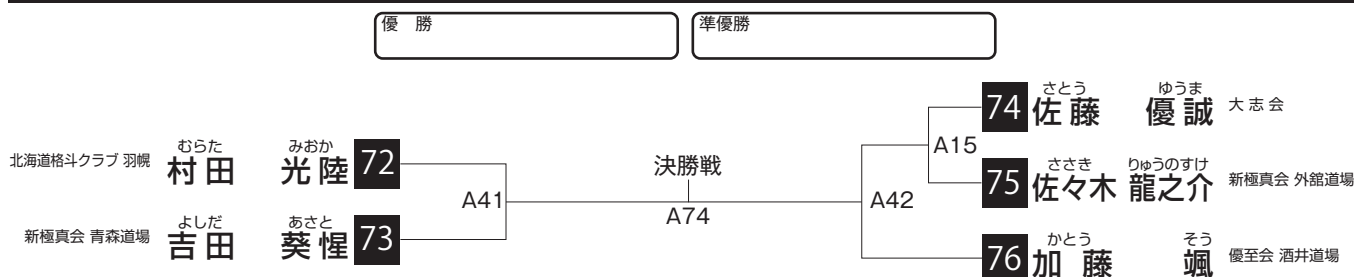 優　勝
準優勝
北海道格斗クラブ 羽幌
むらた　みおか
村田　光陸 72
新極真会 青森道場
よしだ　あさと
吉田　葵惺 73
A41
決勝戦
A74
A15
A42
さとう　ゆうま
74 佐藤　優誠 大志会
ささき　りゅうのすけ
75 佐々木 龍之介 新極真会 外舘道場
かとう　そう
76 加藤　颯 優至会 酒井道場